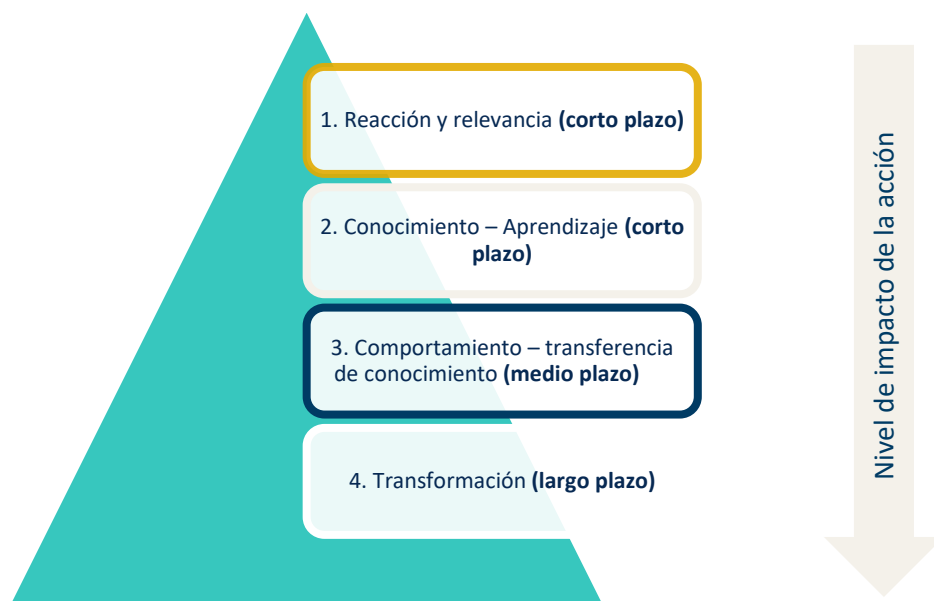 1. Reacción y relevancia (corto plazo)
2. Conocimiento – Aprendizaje (corto
plazo)
3. Comportamiento – transferencia
de conocimiento (medio plazo)
4. Transformación (largo plazo)
Nivel de impacto de la acción